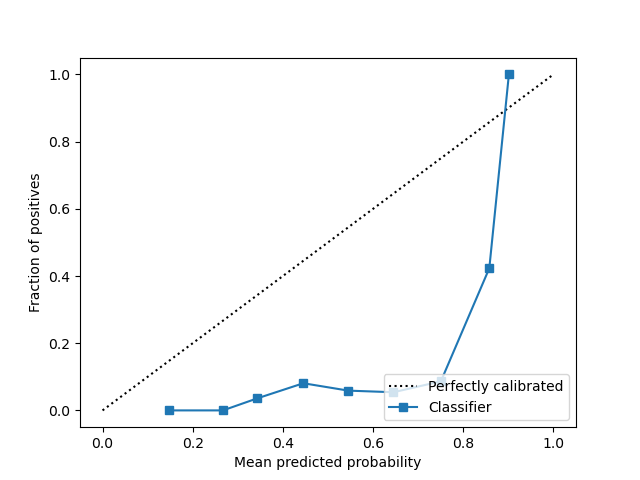 1.0
0.8
0.6
0.4
0.2
0.0
Fraction of positives
Perfectly calibrated
Classifier
0.0 0.2 0.4 0.6 0.8 1.0
Mean predicted probability